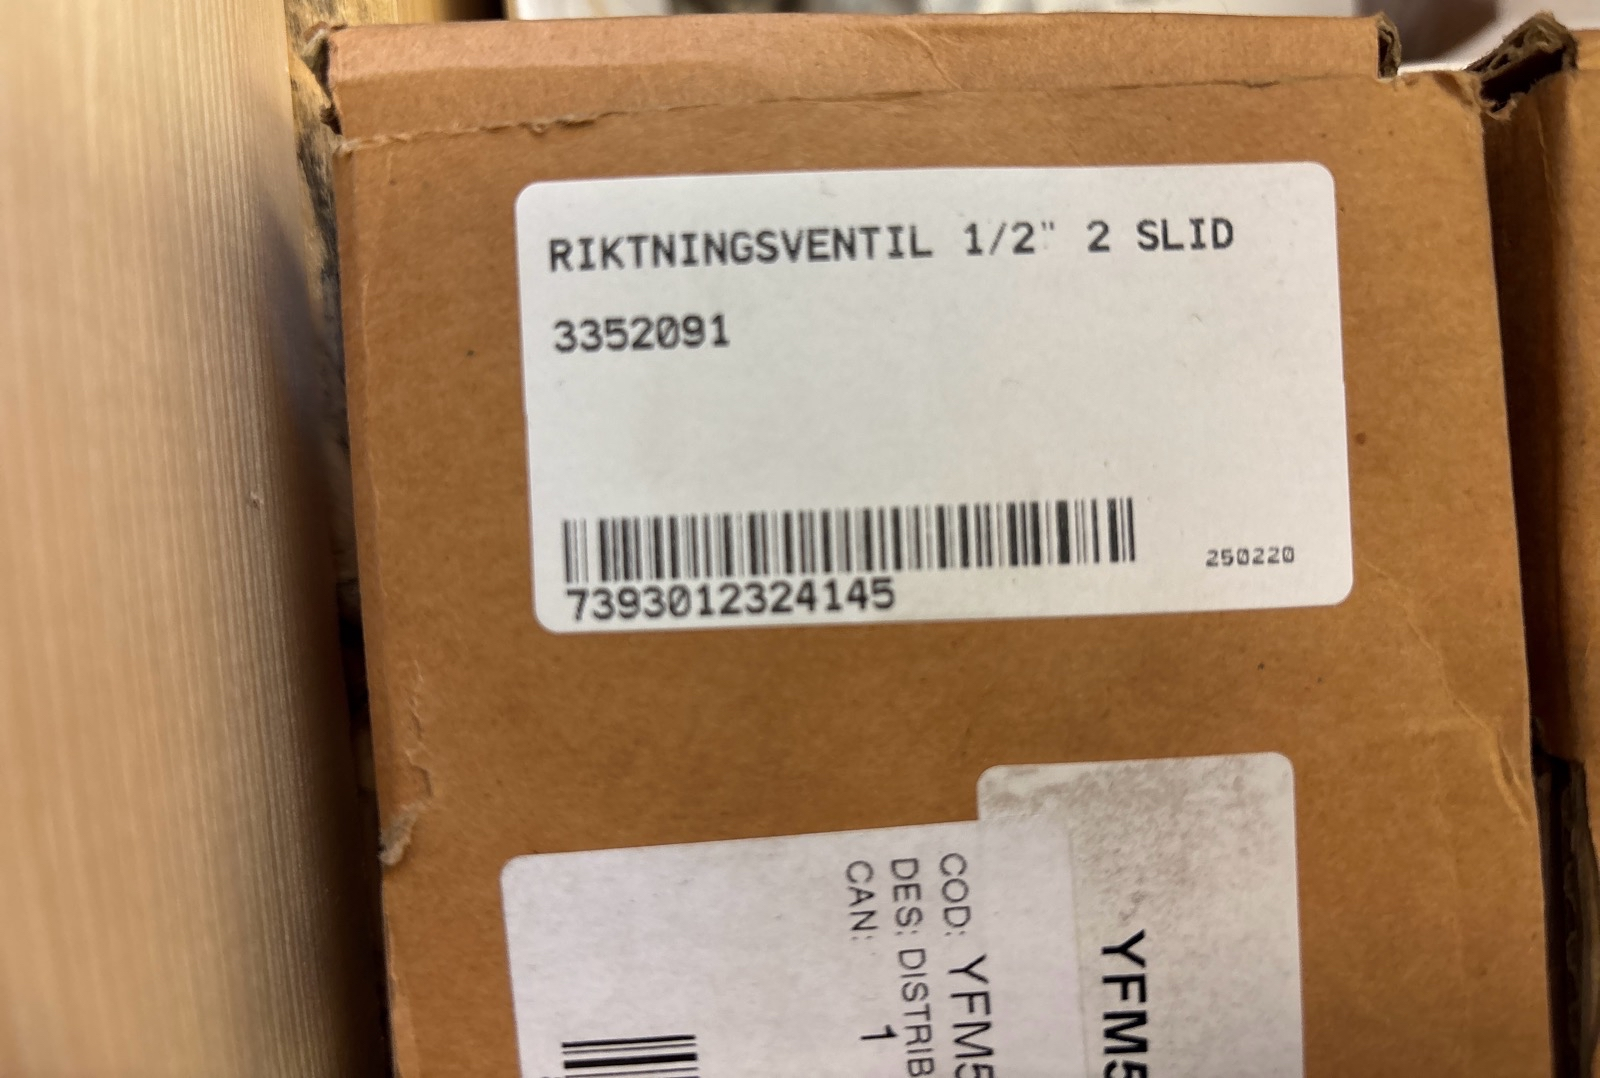 RIKTNINGSVENTIL 1/2" 2 SLID
3352091
250220
7393012324145
YFM5
COD: YFM5
DES: DISTRIB
CAN: 1